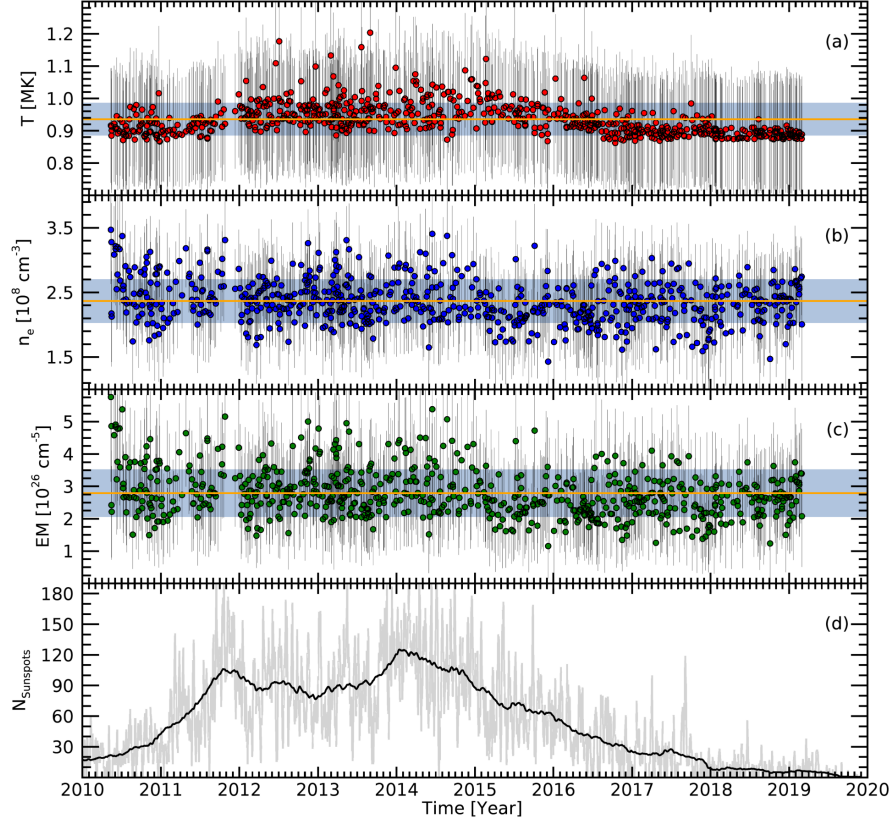 1.2
(a)
1.1
T [MK]
1.0
0.9
0.8
3.5
(b)
n_e [10^8 cm^-3]
2.5
1.5
5
(c)
4
EM [10^26 cm^-5]
3
2
1
180
(d)
150
N_Sunspots
120
90
60
30
2010 2011 2012 2013 2014 2015 2016 2017 2018 2019 2020
Time [Year]